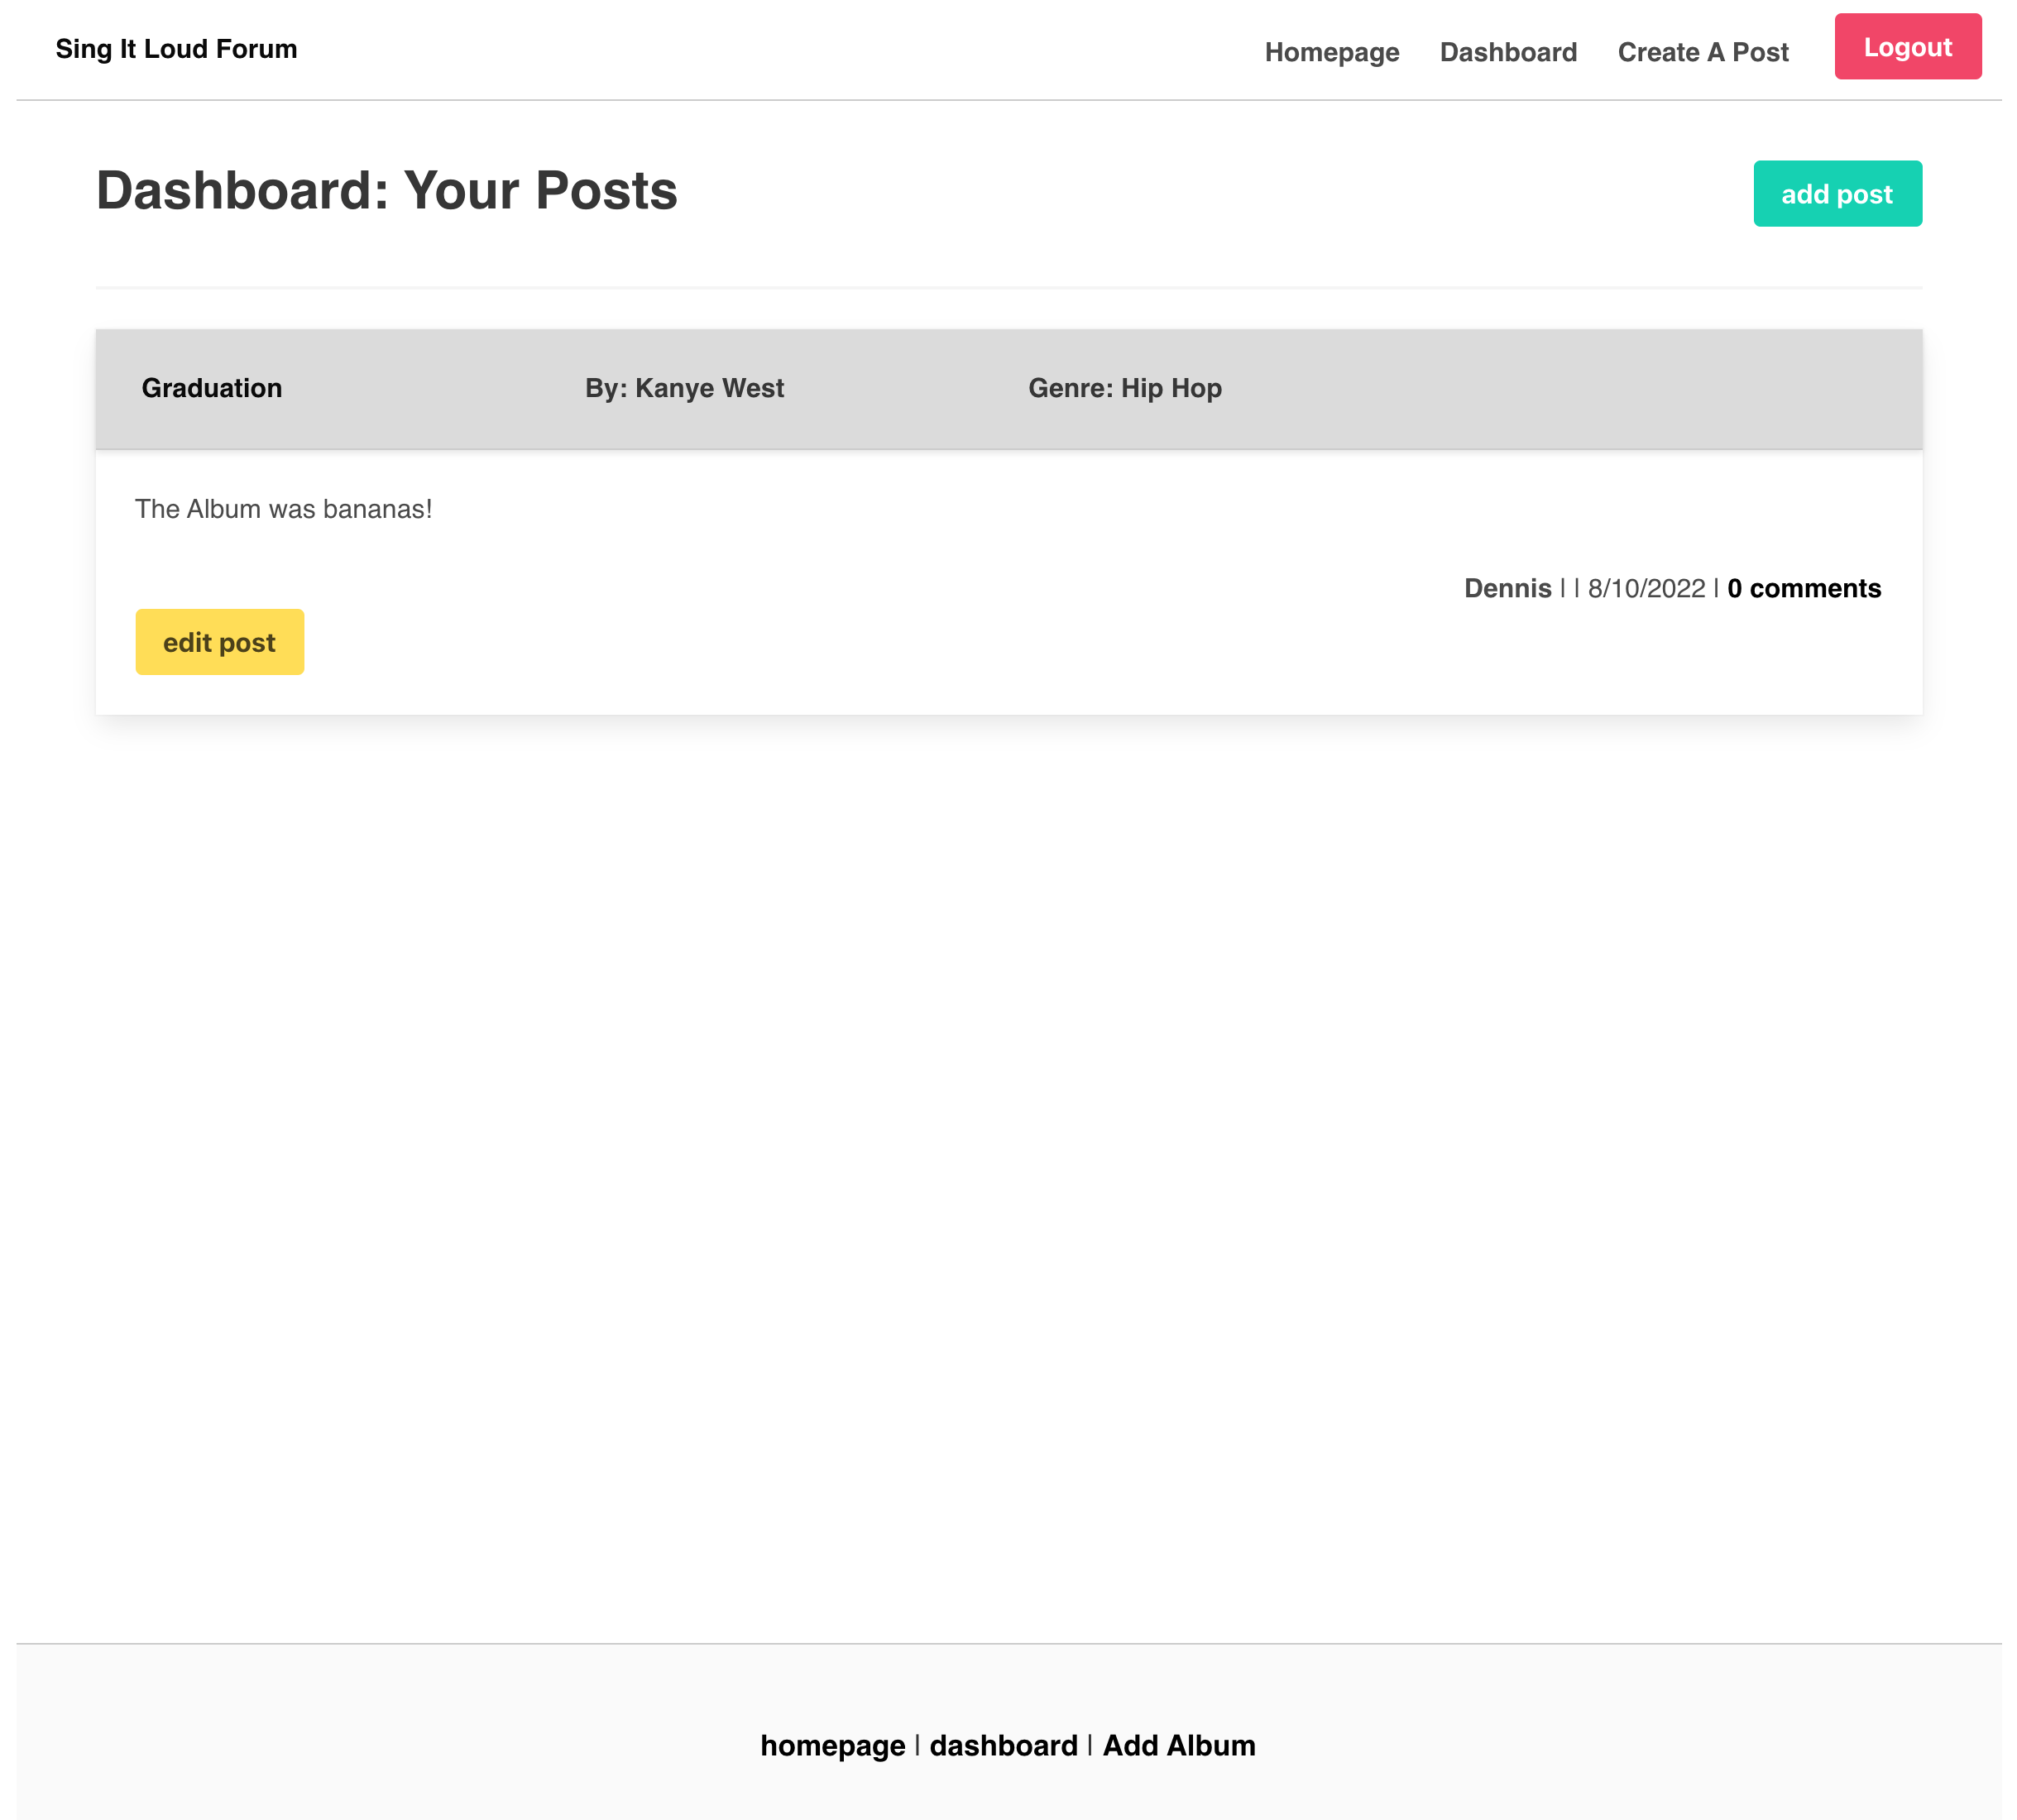 Sing It Loud Forum Homepage Dashboard Create A Post Logout
Dashboard: Your Posts add post
Graduation By: Kanye West Genre: Hip Hop
The Album was bananas!
Dennis | | 8/10/2022 | 0 comments
edit post
homepage | dashboard | Add Album